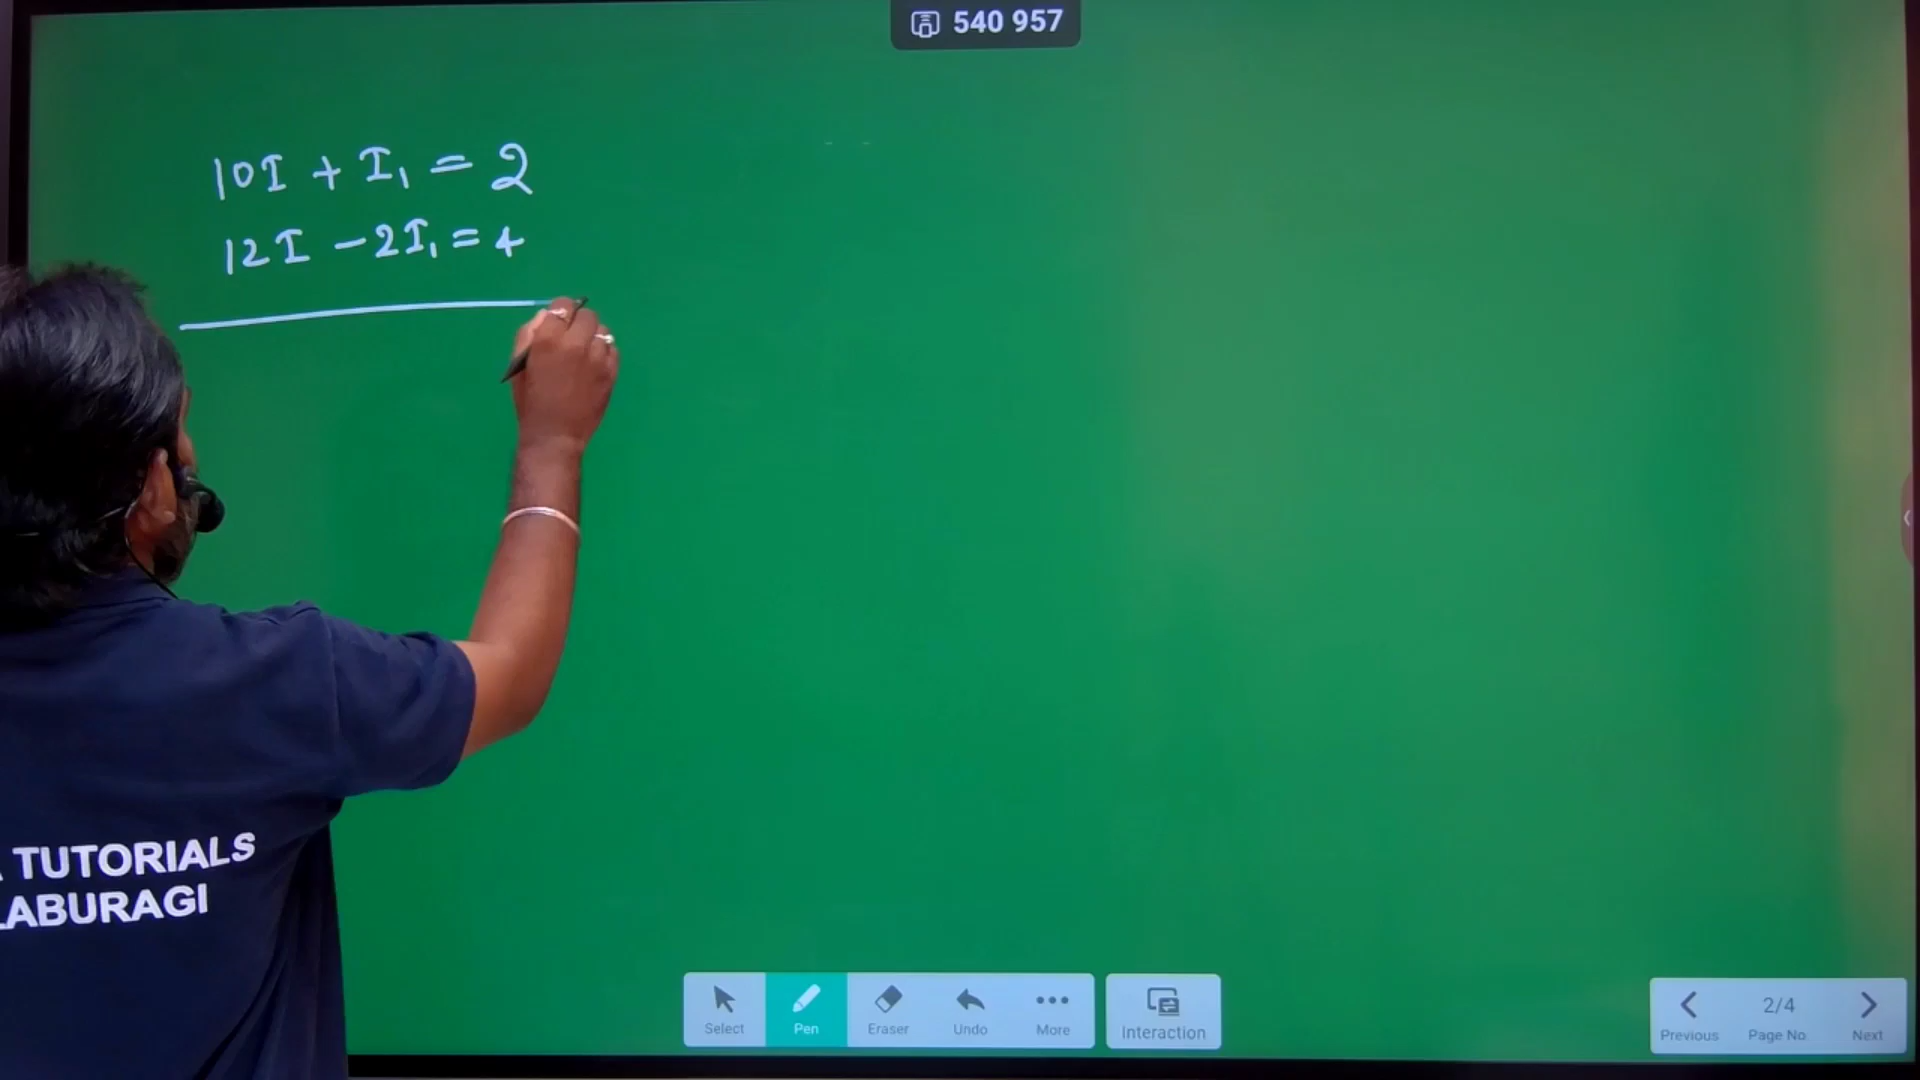 540 957
10I + I₁ = 2
12I - 2I₁ = 4
TUTORIALS
LABURAGI
Select
Pen
Eraser
Undo
More
Interaction
Previous
2/4
Page No
Next